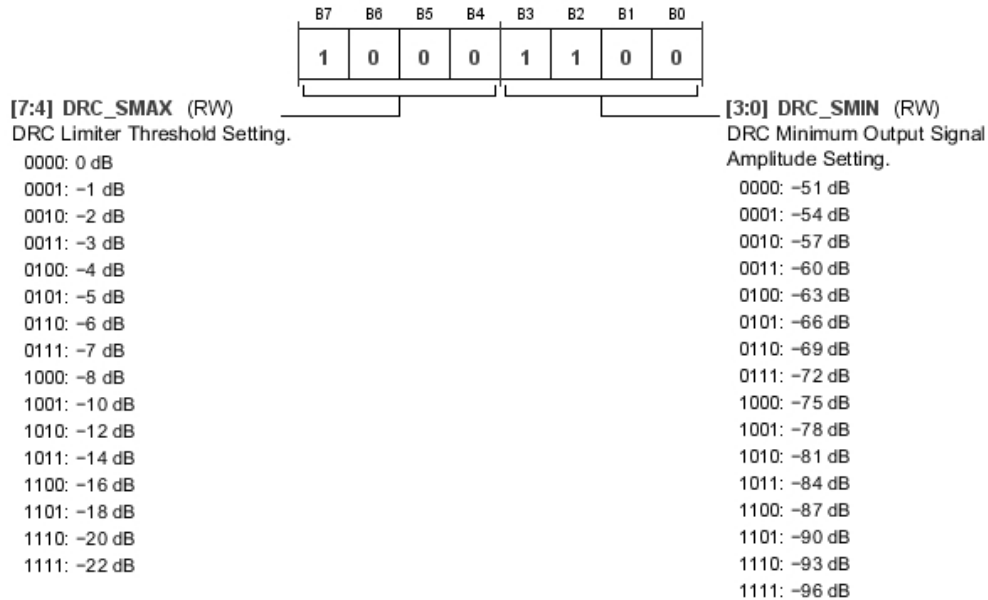 B7 B6 B5 B4 B3 B2 B1 B0
1 0 0 0 1 1 0 0
[7:4] DRC_SMAX (RW)
DRC Limiter Threshold Setting.
0000: 0 dB
0001: −1 dB
0010: −2 dB
0011: −3 dB
0100: −4 dB
0101: −5 dB
0110: −6 dB
0111: −7 dB
1000: −8 dB
1001: −10 dB
1010: −12 dB
1011: −14 dB
1100: −16 dB
1101: −18 dB
1110: −20 dB
1111: −22 dB
[3:0] DRC_SMIN (RW)
DRC Minimum Output Signal
Amplitude Setting.
0000: −51 dB
0001: −54 dB
0010: −57 dB
0011: −60 dB
0100: −63 dB
0101: −66 dB
0110: −69 dB
0111: −72 dB
1000: −75 dB
1001: −78 dB
1010: −81 dB
1011: −84 dB
1100: −87 dB
1101: −90 dB
1110: −93 dB
1111: −96 dB